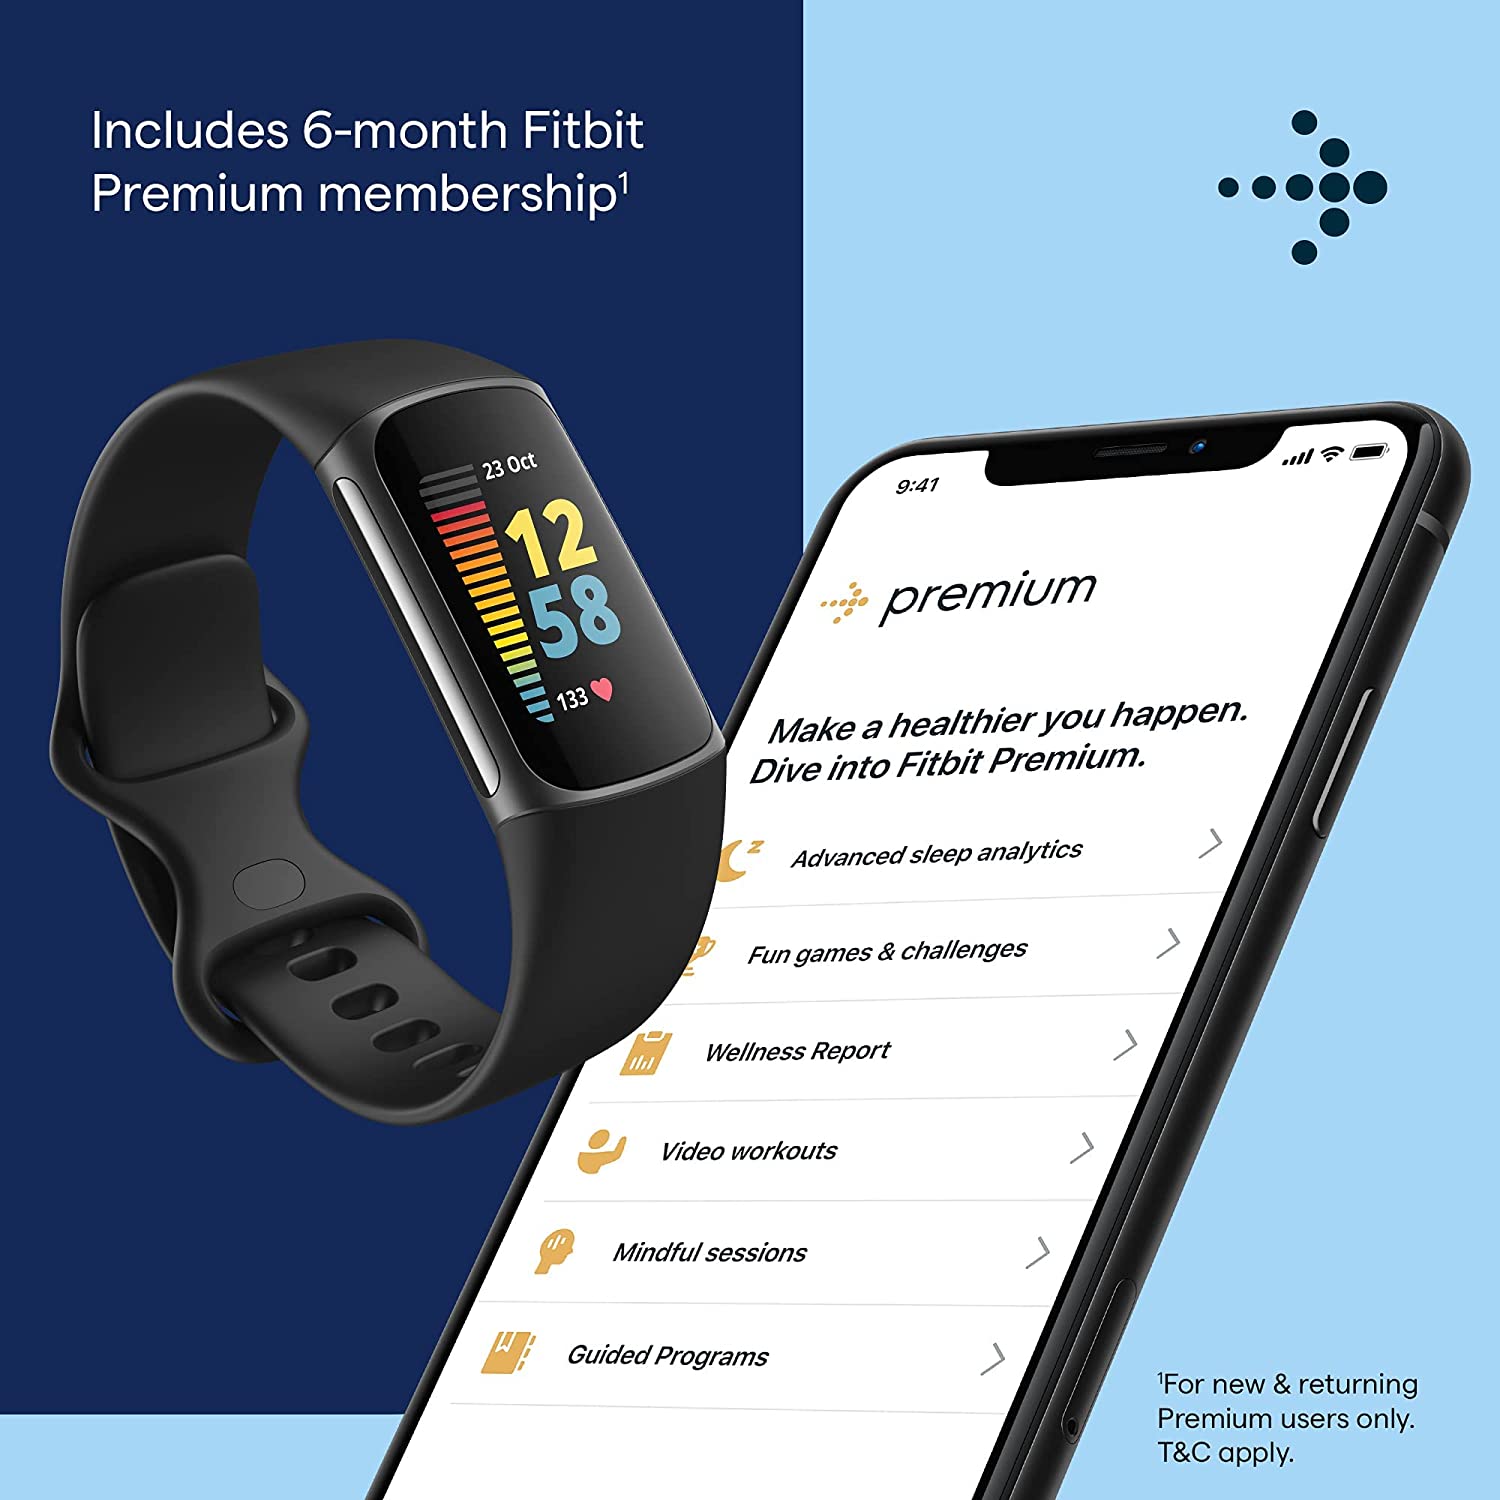 Includes 6-month Fitbit
Premium membership¹
23 Oct
12
58
133
9:41
premium
Make a healthier you happen.
Dive into Fitbit Premium.
Advanced sleep analytics
Fun games & challenges
Wellness Report
Video workouts
Mindful sessions
Guided Programs
¹For new & returning
Premium users only.
T&C apply.